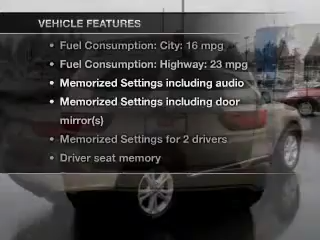 VEHICLE FEATURES
• Fuel Consumption: City: 16 mpg
• Fuel Consumption: Highway: 23 mpg
• Memorized Settings including audio
• Memorized Settings including door
mirror(s)
• Memorized Settings for 2 drivers
• Driver seat memory